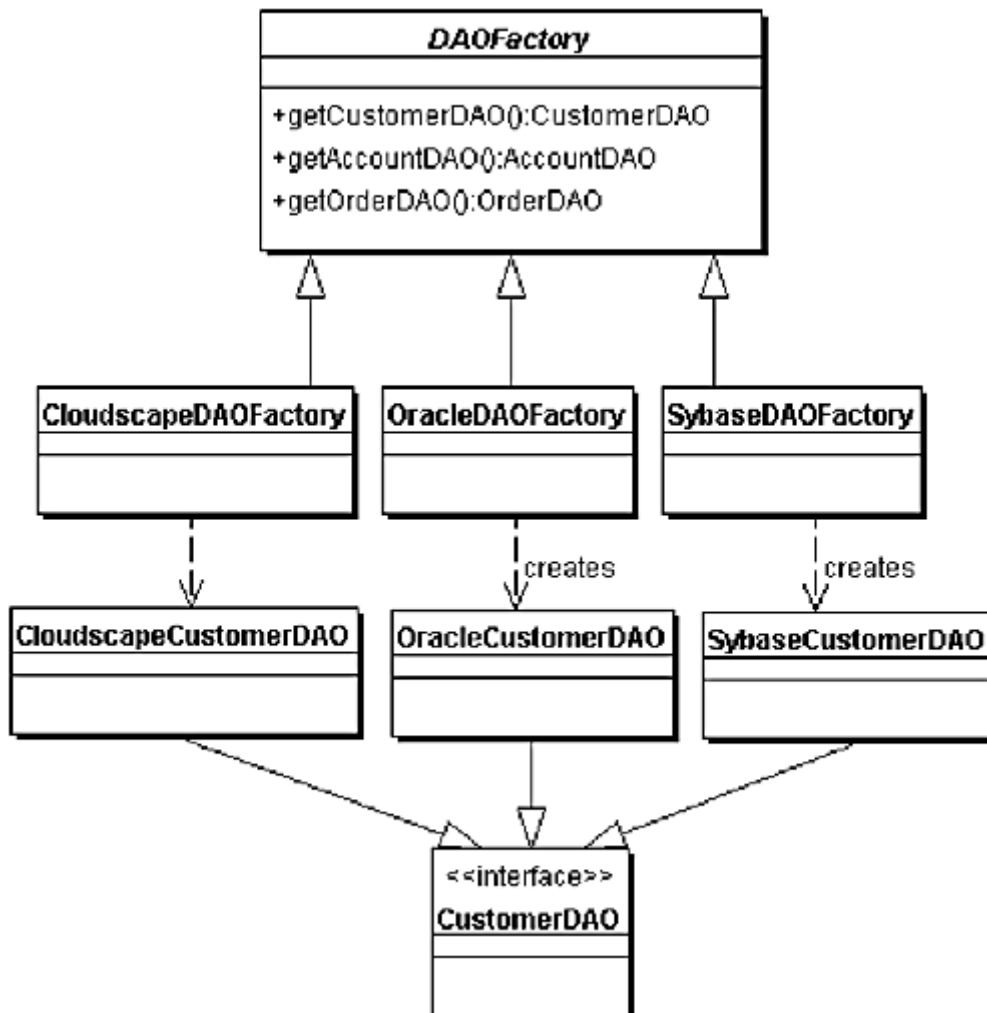 DAOFactory
+getCustomerDAO():CustomerDAO
+getAccountDAO():AccountDAO
+getOrderDAO():OrderDAO
CloudscapeDAOFactory
OracleDAOFactory
SybaseDAOFactory
creates
creates
CloudscapeCustomerDAO
OracleCustomerDAO
SybaseCustomerDAO
<<interface>>
CustomerDAO